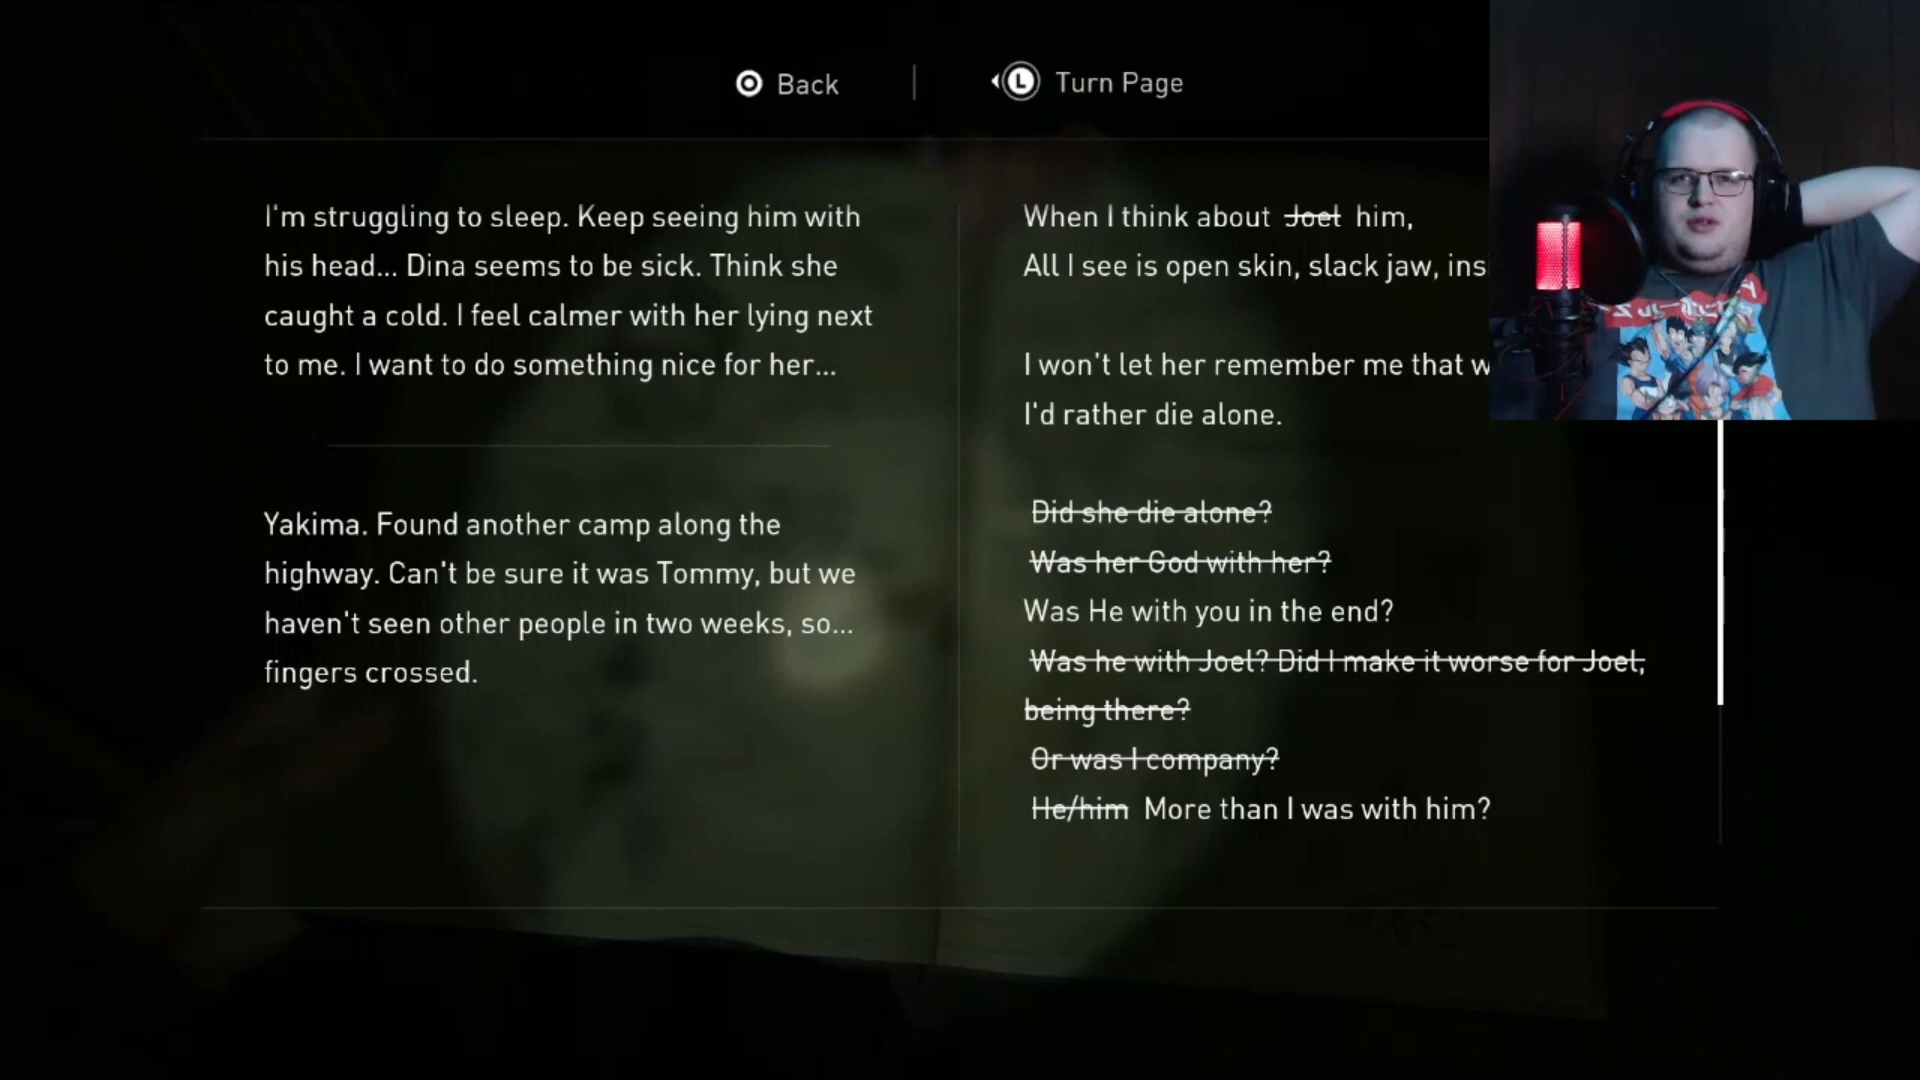 Back
L Turn Page
I'm struggling to sleep. Keep seeing him with
his head... Dina seems to be sick. Think she
caught a cold. I feel calmer with her lying next
to me. I want to do something nice for her...
Yakima. Found another camp along the
highway. Can't be sure it was Tommy, but we
haven't seen other people in two weeks, so...
fingers crossed.
When I think about Joel him,
All I see is open skin, slack jaw,
I won't let her remember me that
I'd rather die alone.
Did she die alone?
Was her God with her?
Was He with you in the end?
Was he with Joel? Did I make it worse for Joel,
being there?
Or was I company?
He/him More than I was with him?